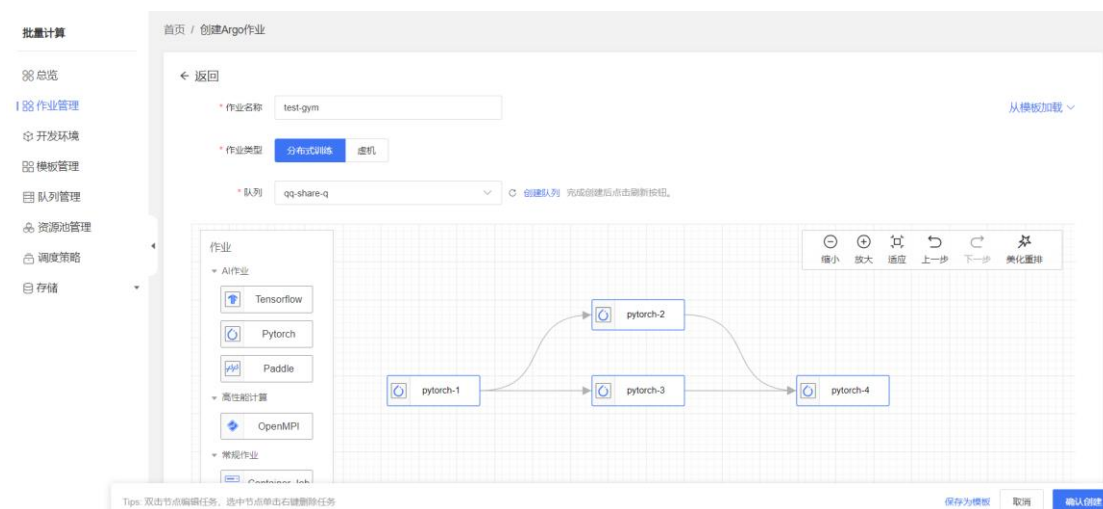 批量计算
首页 / 创建Argo作业
总览
作业管理
开发环境
模板管理
队列管理
资源池管理
调度策略
存储
← 返回
* 作业名称 test-gym
从模板加载
* 作业类型 分布式训练 虚机
* 队列 qq-share-q 创建队列 完成创建后点击刷新按钮。
作业
AI作业
Tensorflow
Pytorch
Paddle
高性能计算
OpenMPI
常规作业
Container Job
缩小 放大 适应 上一步 下一步 美化重排
pytorch-2
pytorch-1
pytorch-3
pytorch-4
Tips: 双击节点编辑任务，选中节点单击右键删除任务
保存为模板 取消 确认创建